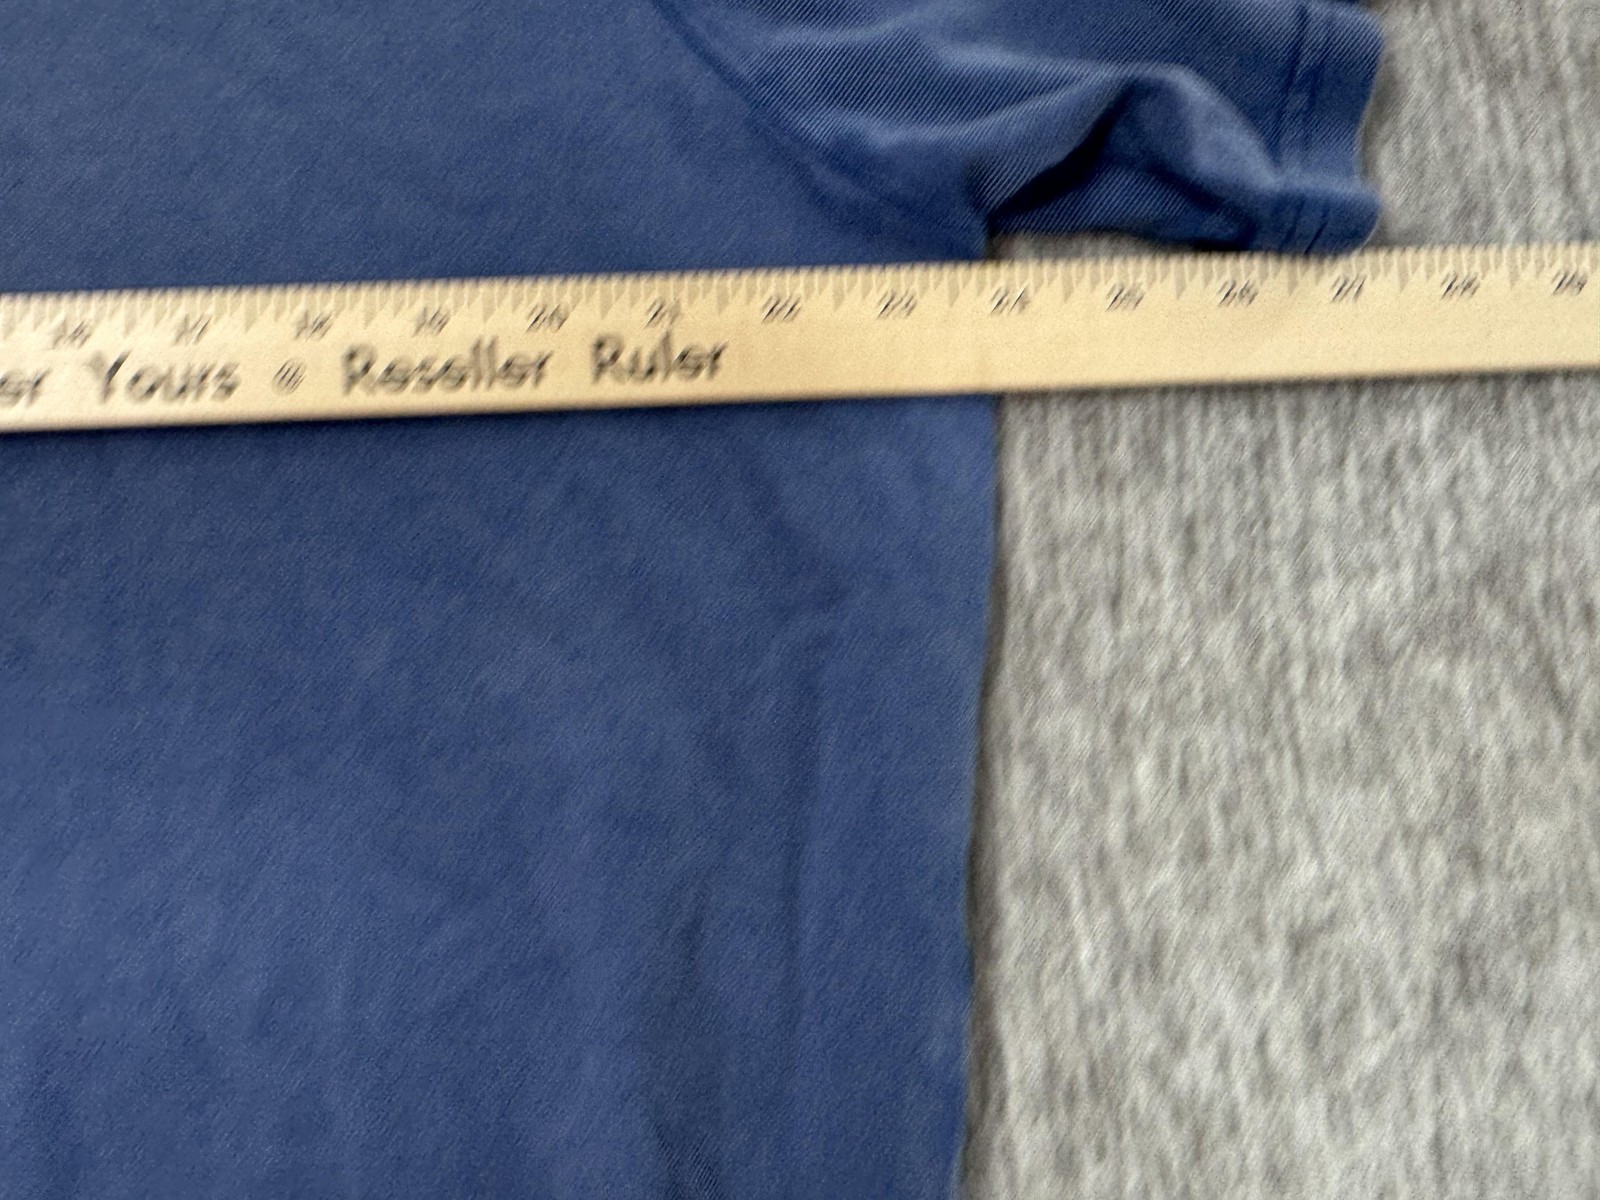 16 17 18 19 20 21 22 23 24 25 26 27 28 29
Yours @ Reseller Ruler